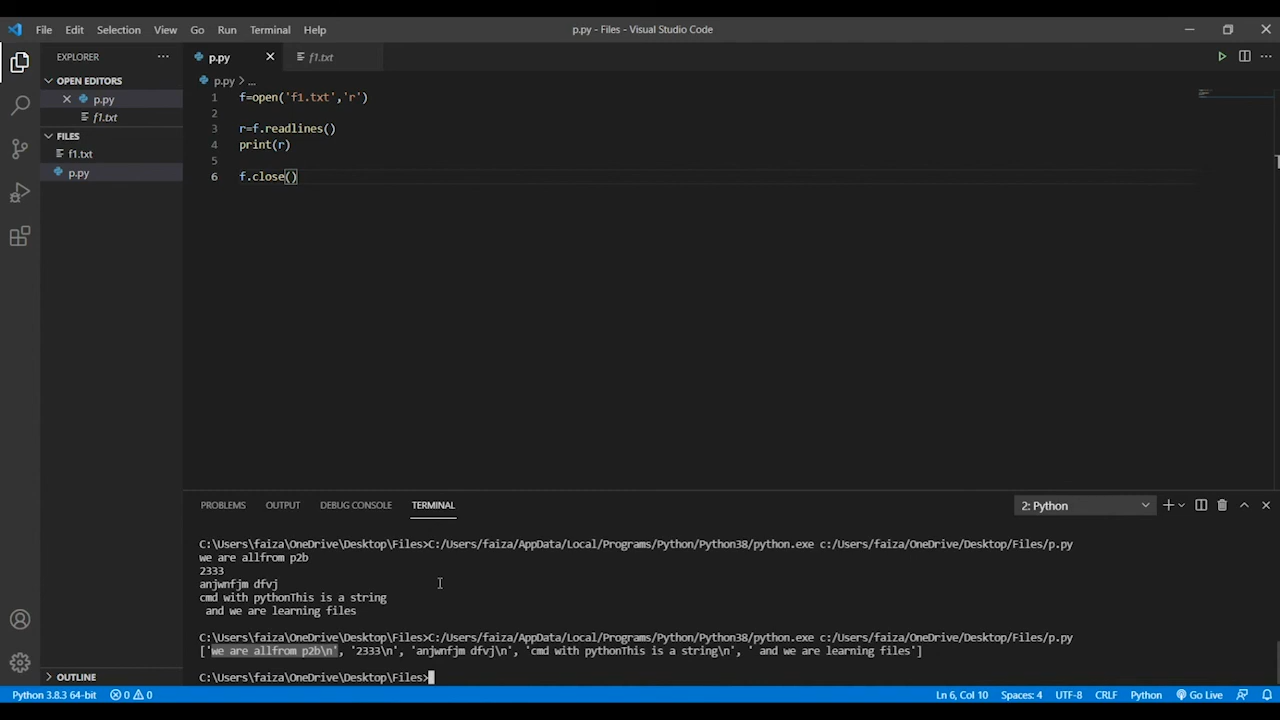 File Edit Selection View Go Run Terminal Help
p.py - Files - Visual Studio Code
EXPLORER
OPEN EDITORS
p.py
f1.txt
FILES
f1.txt
p.py
OUTLINE
p.py
f1.txt
p.py > ...
1 f=open('f1.txt','r')
2
3 r=f.readlines()
4 print(r)
5
6 f.close()
PROBLEMS OUTPUT DEBUG CONSOLE TERMINAL
2: Python
C:\Users\faiza\OneDrive\Desktop\Files>C:/Users/faiza/AppData/Local/Programs/Python/Python38/python.exe c:/Users/faiza/OneDrive/Desktop/Files/p.py
we are allfrom p2b
2333
anjwnfjm dfvj
cmd with pythonThis is a string
 and we are learning files
C:\Users\faiza\OneDrive\Desktop\Files>C:/Users/faiza/AppData/Local/Programs/Python/Python38/python.exe c:/Users/faiza/OneDrive/Desktop/Files/p.py
['we are allfrom p2b\n', '2333\n', 'anjwnfjm dfvj\n', 'cmd with pythonThis is a string\n', ' and we are learning files']
C:\Users\faiza\OneDrive\Desktop\Files>
Python 3.8.3 64-bit 0 0 Ln 6, Col 10 Spaces: 4 UTF-8 CRLF Python Go Live